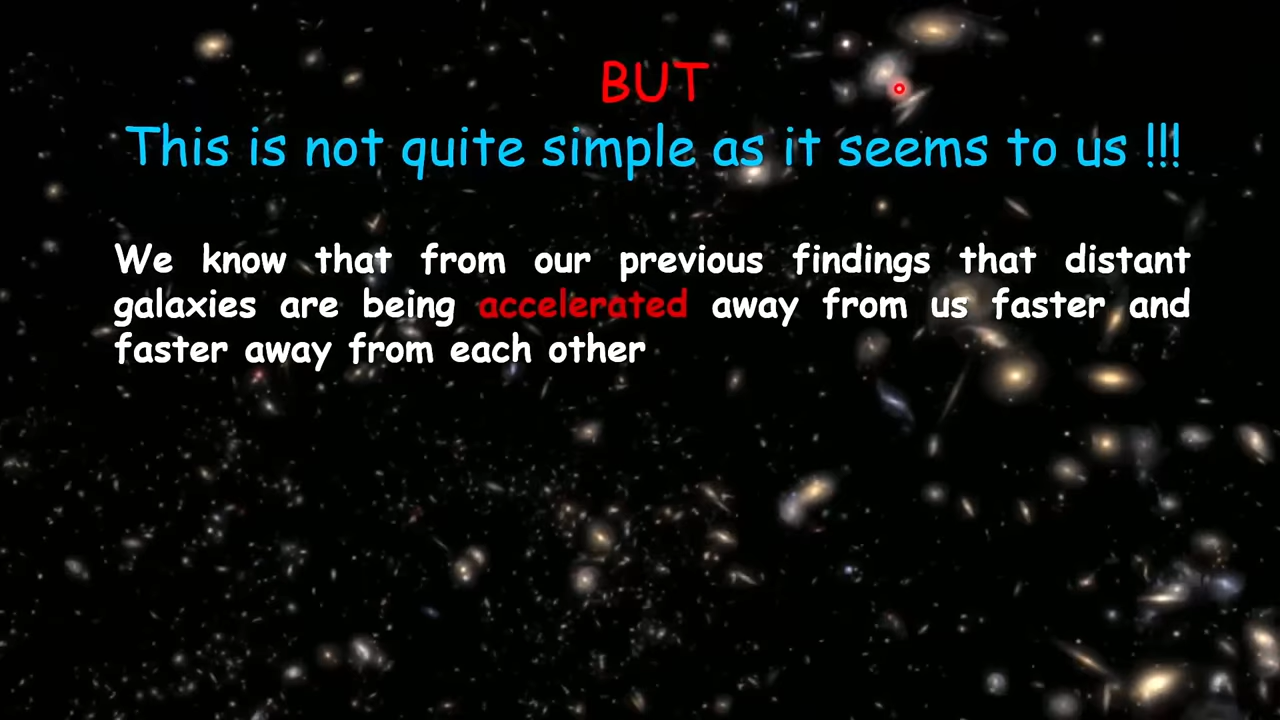 BUT
This is not quite simple as it seems to us !!!
We know that from our previous findings that distant
galaxies are being accelerated away from us faster and
faster away from each other